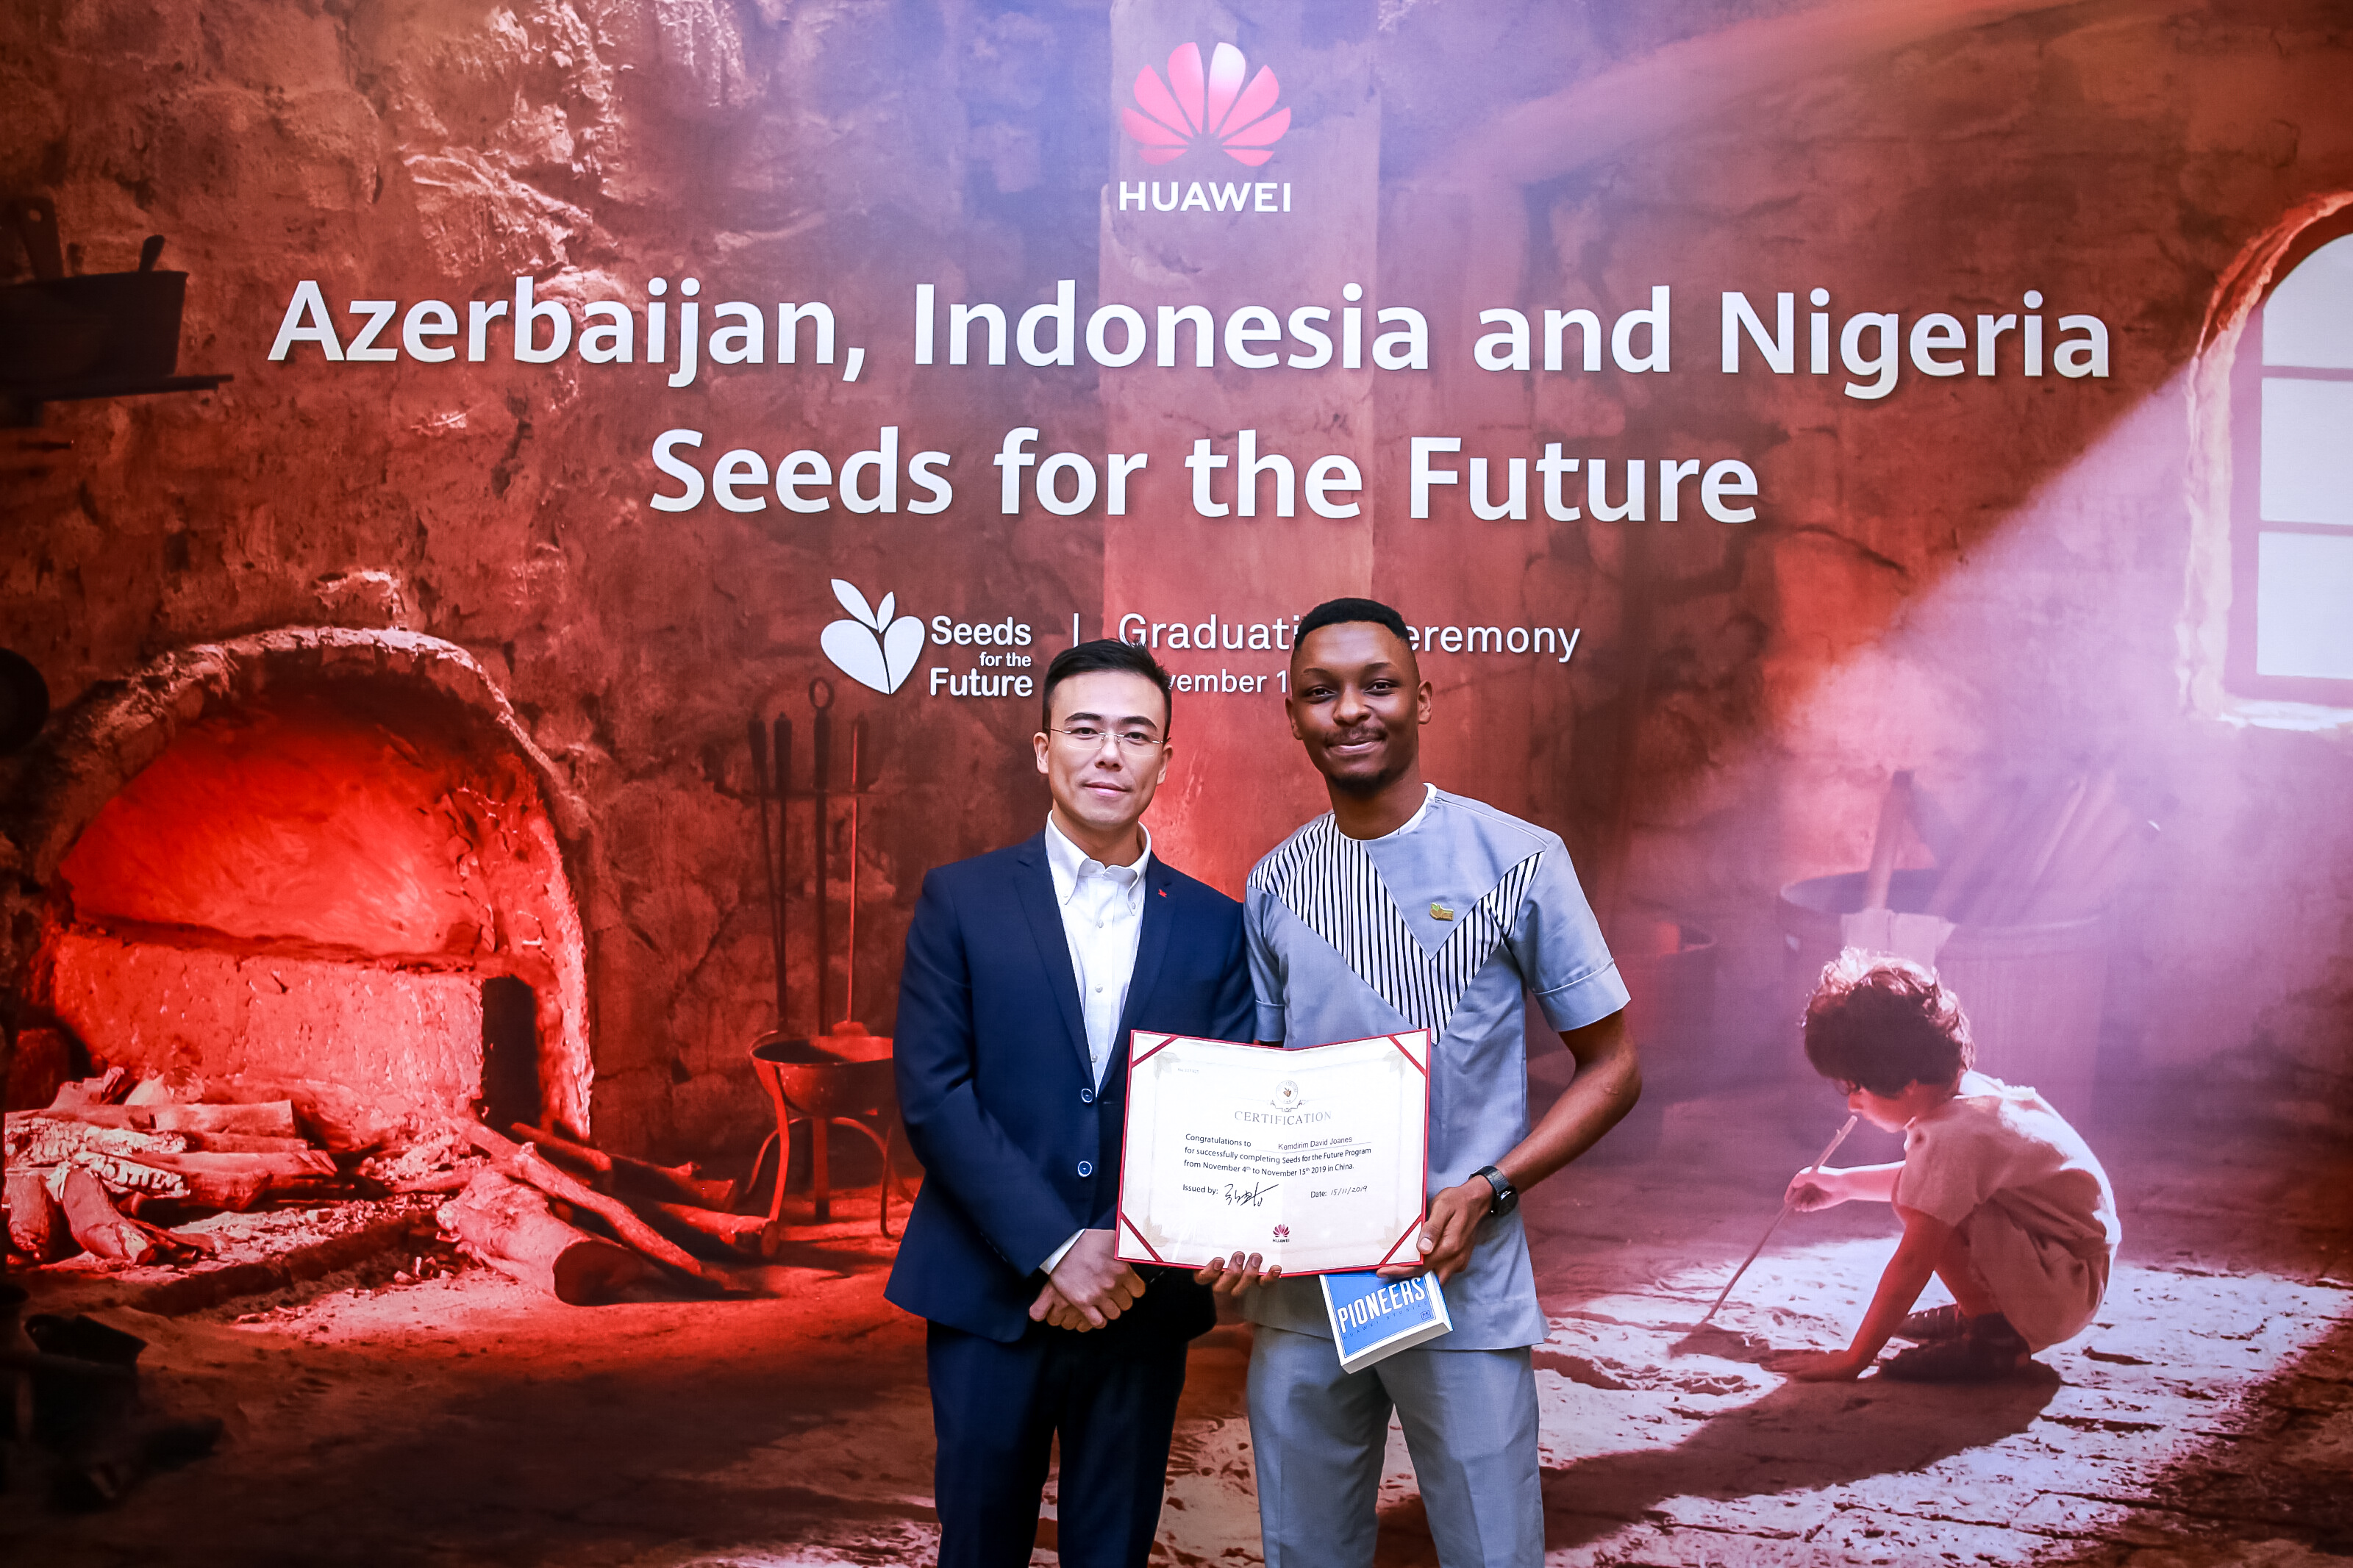 HUAWEI
Azerbaijan, Indonesia and Nigeria
Seeds for the Future
Seeds
for the
Future
| Graduati eremony
vember 1
CERTIFICATION
Congratulations to Kemdirim David Joanes
for successfully completing Seeds for the Future Program
from November 4th to November 15th 2019 in China.
Issued by:
Date: 15/11/2019
HUAWEI
PIONEERS